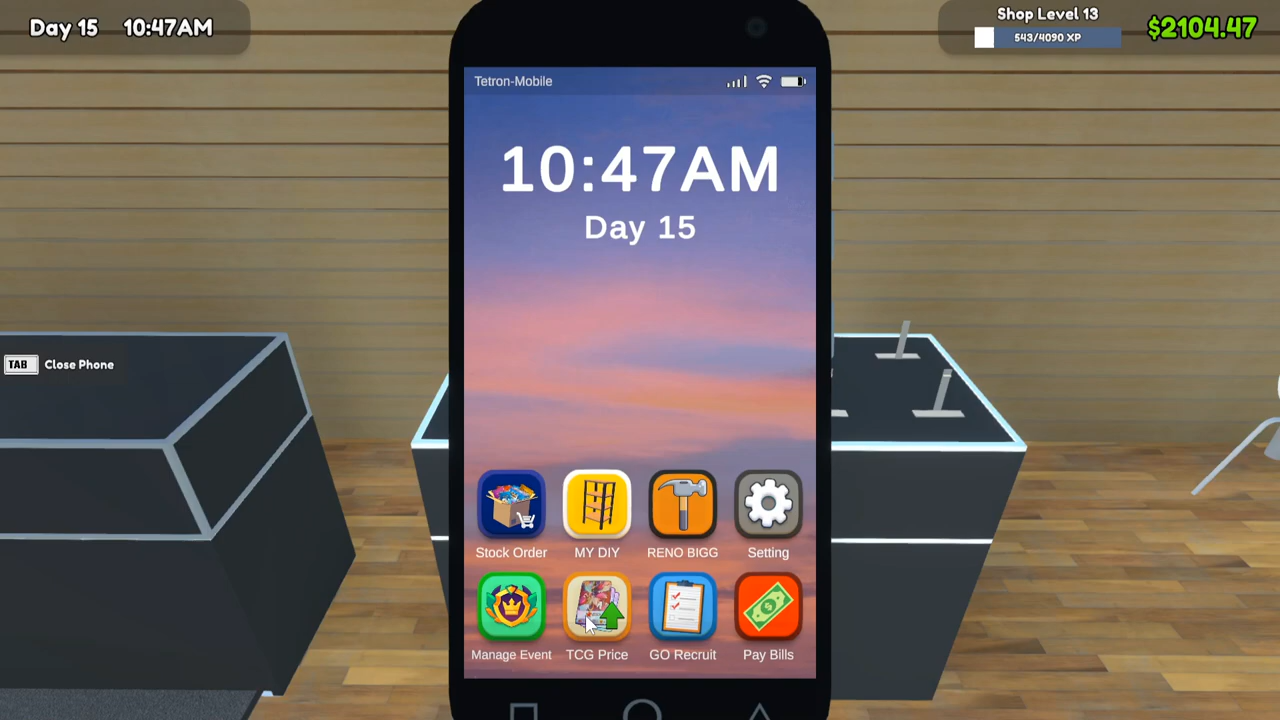 Day 15 10:47AM
Shop Level 13
543/4090 XP
$2104.47
Tetron-Mobile
10:47AM
Day 15
TAB Close Phone
Stock Order MY DIY RENO BIGG Setting
Manage Event TCG Price GO Recruit Pay Bills